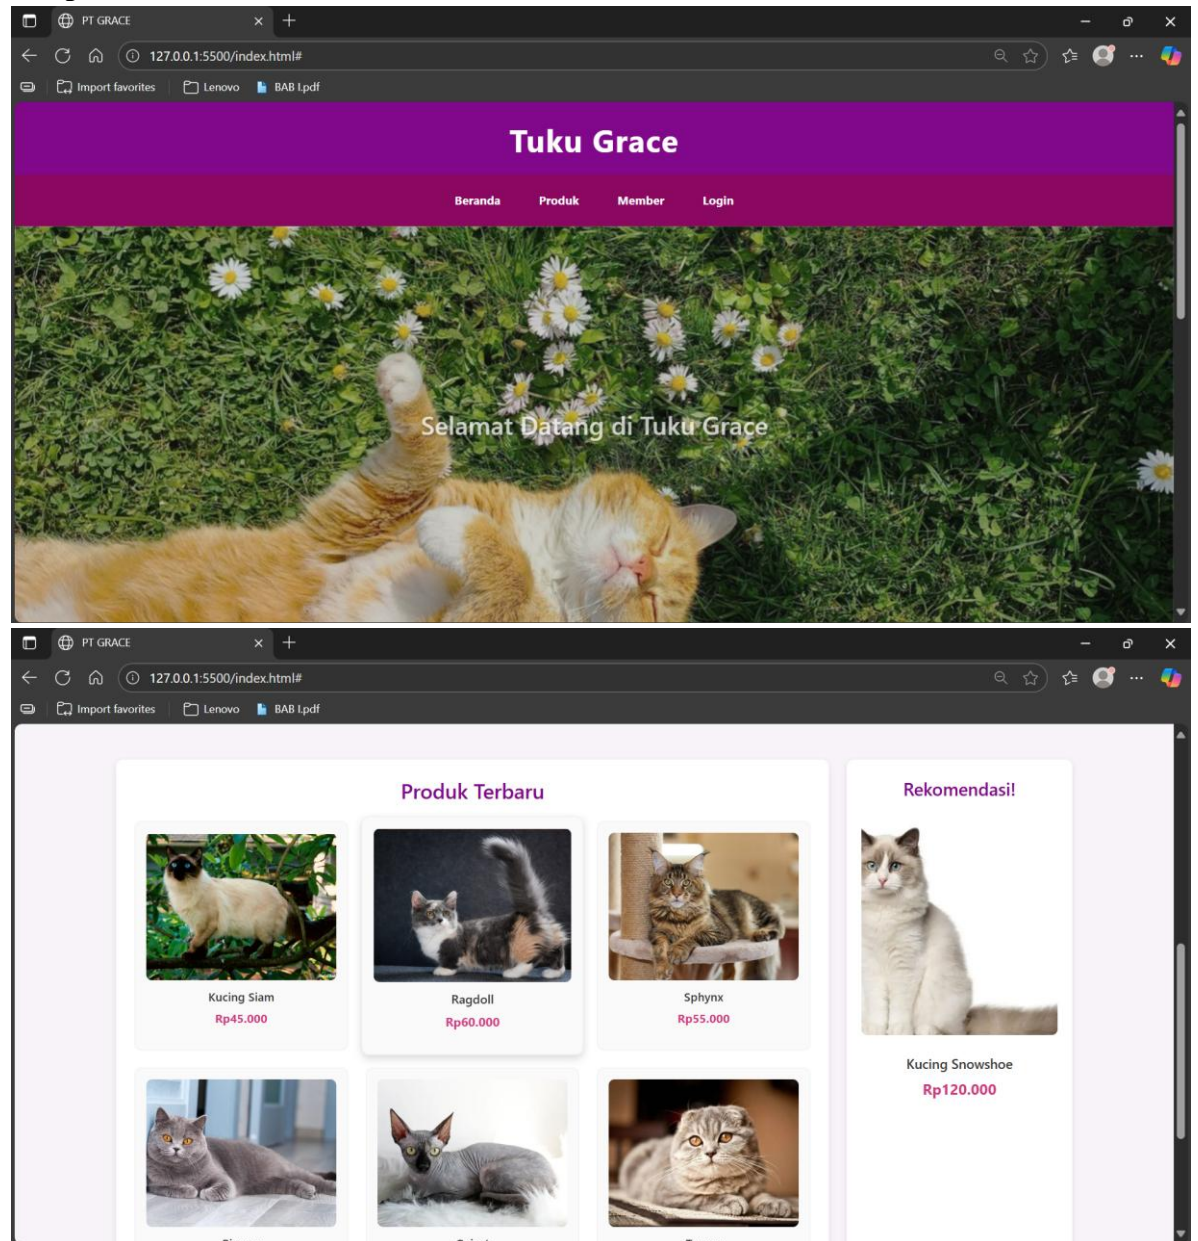 PT GRACE
127.0.0.1:5500/index.html#
Import favorites
Lenovo
BAB I.pdf
Tuku Grace
Beranda
Produk
Member
Login
Selamat Datang di Tuku Grace
PT GRACE
127.0.0.1:5500/index.html#
Import favorites
Lenovo
BAB I.pdf
Produk Terbaru
Kucing Siam
Rp45.000
Ragdoll
Rp60.000
Sphynx
Rp55.000
Rekomendasi!
Kucing Snowshoe
Rp120.000